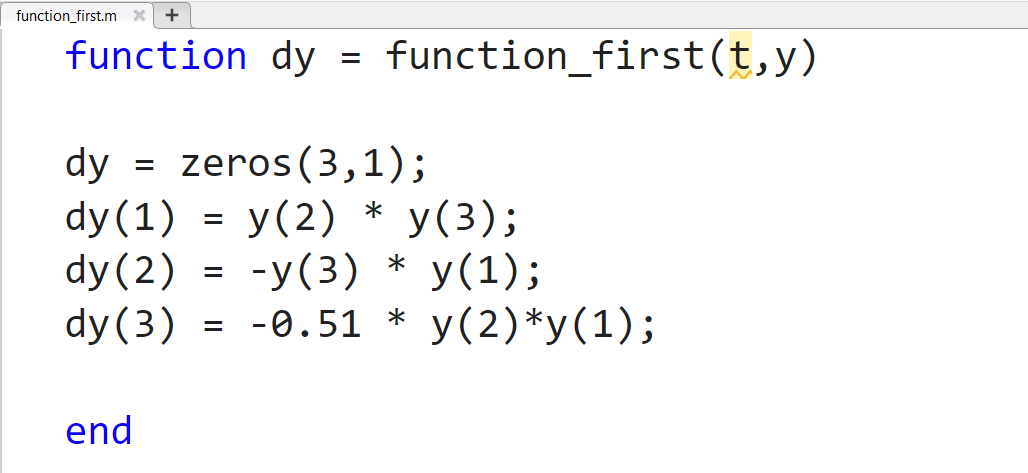 function_first.m
function dy = function_first(t,y)
dy = zeros(3,1);
dy(1) = y(2) * y(3);
dy(2) = -y(3) * y(1);
dy(3) = -0.51 * y(2)*y(1);
end